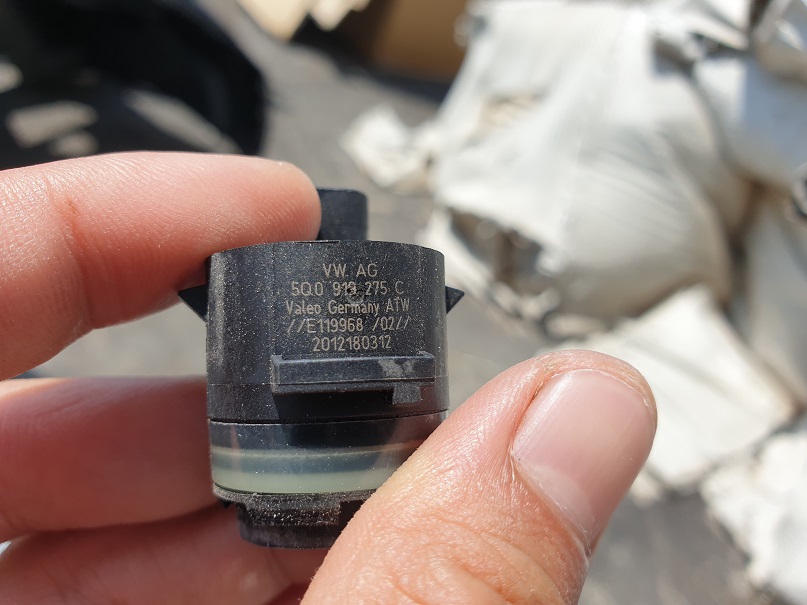 VW AG
5Q0 919 275 C
Valeo Germany ATW
//E119968 /02//
2012180312